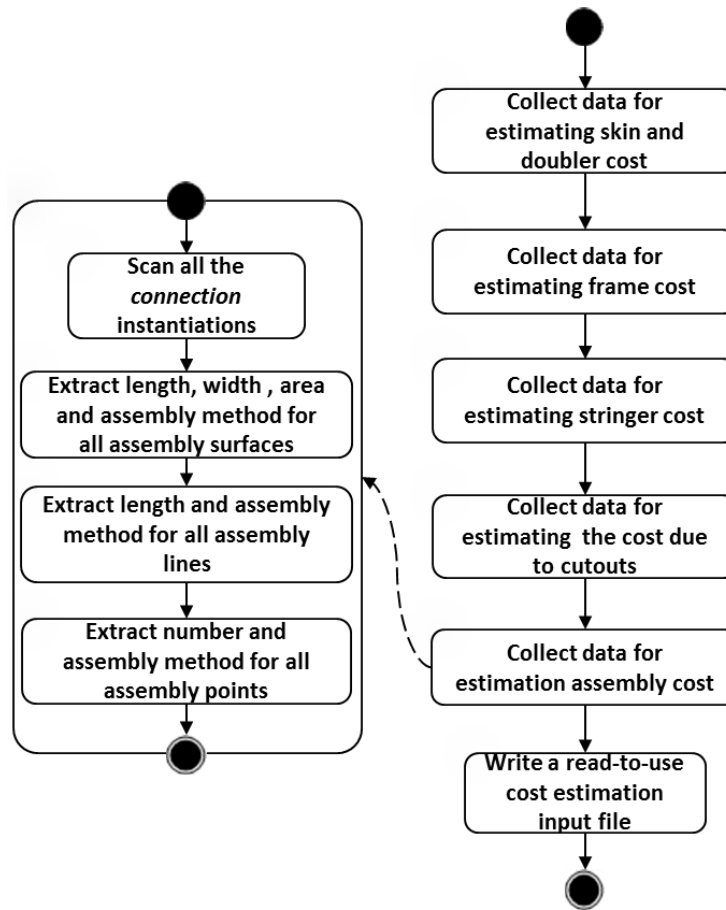 Scan all the
connection
instantiations
Extract length, width , area
and assembly method for
all assembly surfaces
Extract length and assembly
method for all assembly
lines
Extract number and
assembly method for all
assembly points
Collect data for
estimating skin and
doubler cost
Collect data for
estimating frame cost
Collect data for
estimating stringer cost
Collect data for
estimating the cost due
to cutouts
Collect data for
estimation assembly cost
Write a read-to-use
cost estimation
input file